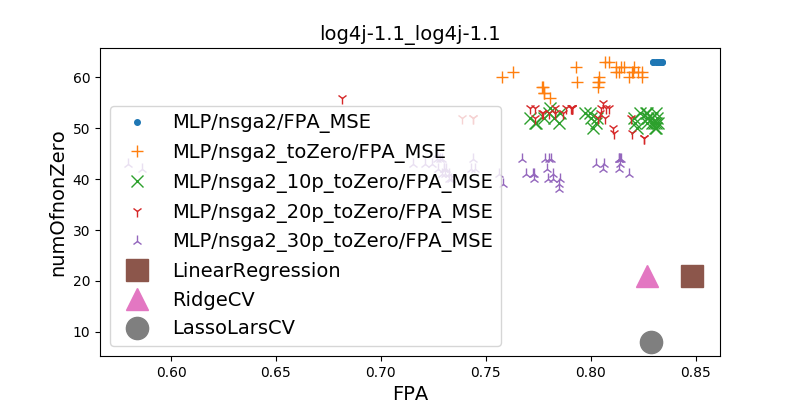 log4j-1.1_log4j-1.1
numOfnonZero
60
50
40
30
20
10
MLP/nsga2/FPA_MSE
MLP/nsga2_toZero/FPA_MSE
MLP/nsga2_10p_toZero/FPA_MSE
MLP/nsga2_20p_toZero/FPA_MSE
MLP/nsga2_30p_toZero/FPA_MSE
LinearRegression
RidgeCV
LassoLarsCV
0.60 0.65 0.70 0.75 0.80 0.85
FPA